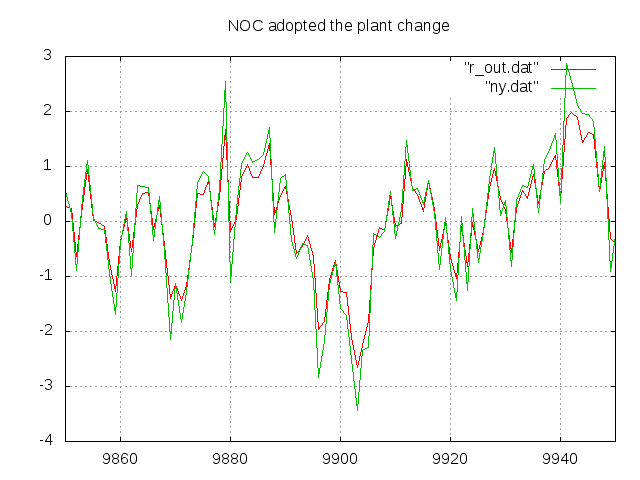 NOC adopted the plant change
3
"r_out.dat"
"ny.dat"
2
1
0
-1
-2
-3
-4
9860 9880 9900 9920 9940